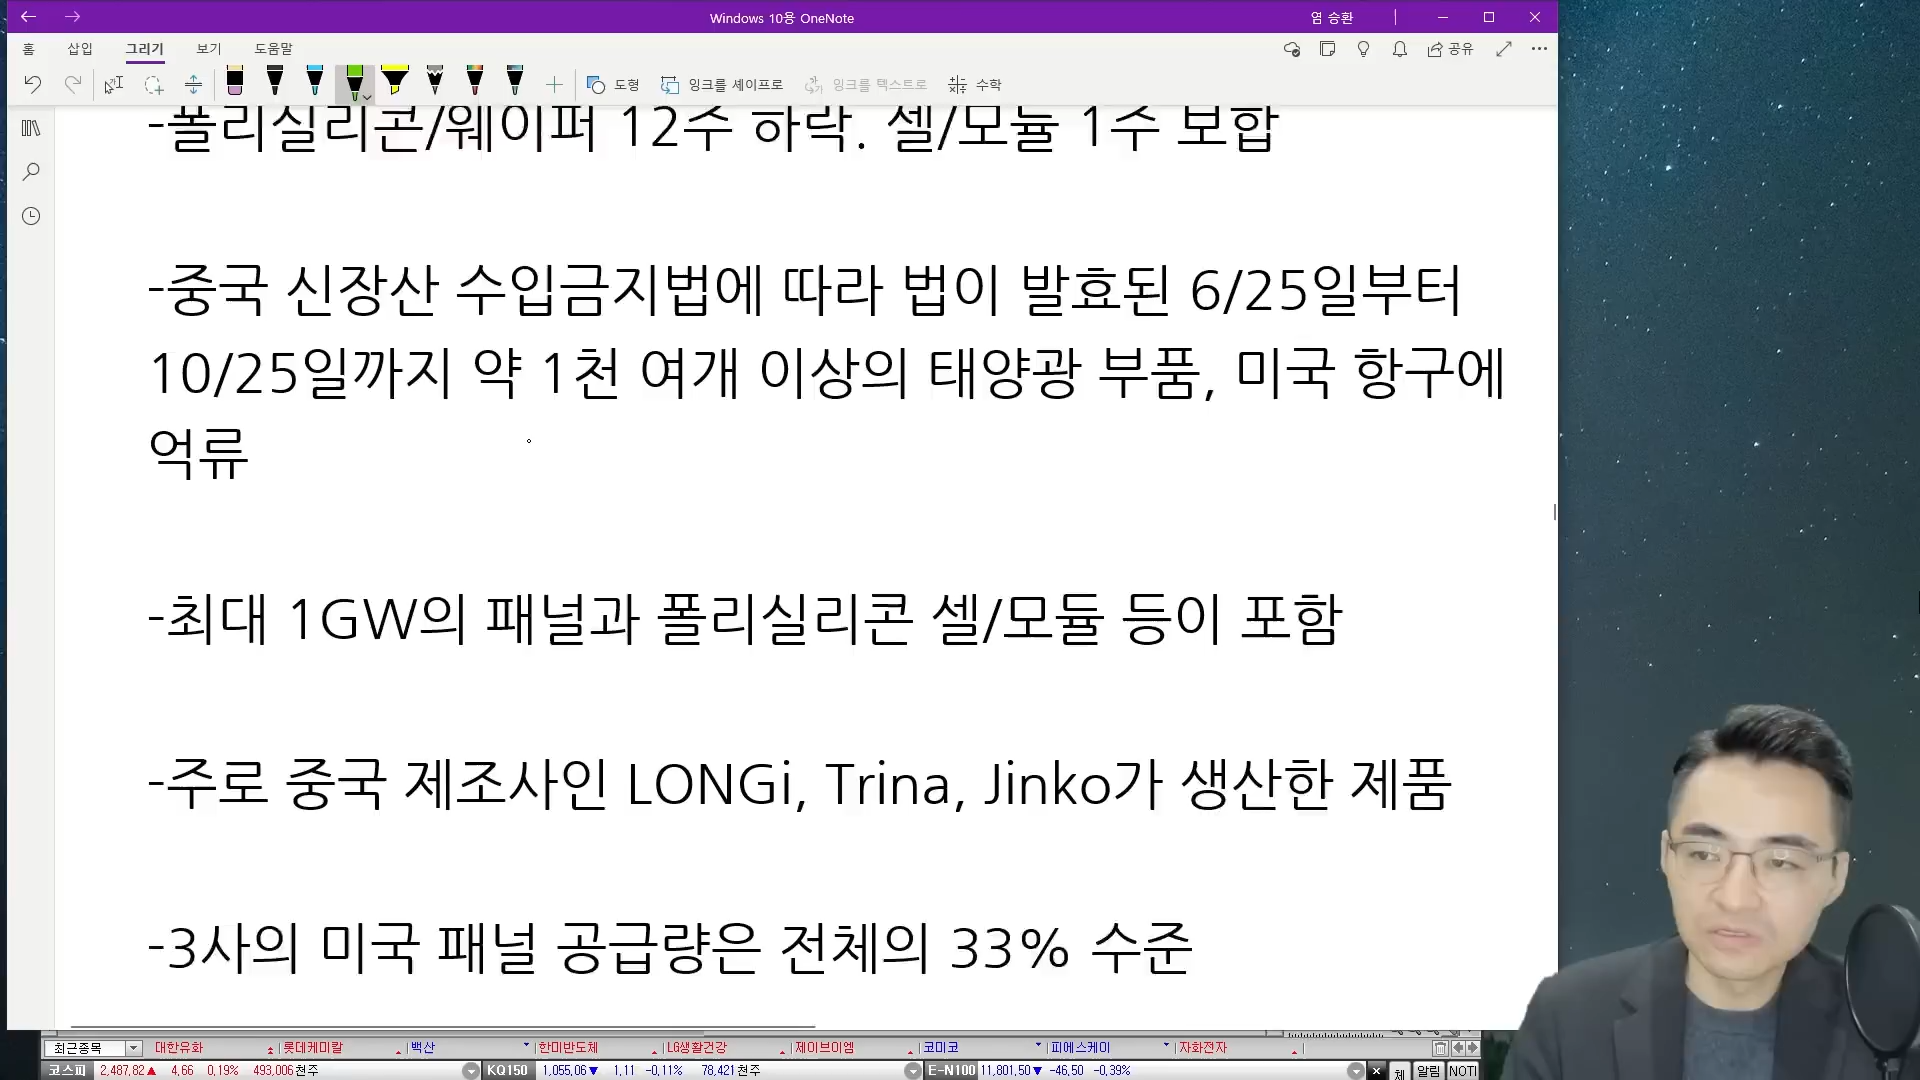 Windows 10용 OneNote
염 승환
홈 삽입 그리기 보기 도움말
공유
도형 잉크를 셰이프로 잉크를 텍스트로 수학
-폴리실리콘/웨이퍼 12주 하락. 셀/모듈 1주 보합
-중국 신장산 수입금지법에 따라 법이 발효된 6/25일부터
10/25일까지 약 1천 여개 이상의 태양광 부품, 미국 항구에
억류
-최대 1GW의 패널과 폴리실리콘 셀/모듈 등이 포함
-주로 중국 제조사인 LONGi, Trina, Jinko가 생산한 제품
-3사의 미국 패널 공급량은 전체의 33% 수준
최근종목 대한유화 롯데케미칼 백산 한미반도체 LG생활건강 제이브이엠 코미코 피에스케이 자화전자
코스피 2,487,82▲ 4,66 0,19% 493,006천주 KQ150 1,055,06▼ 1,11 -0,11% 78,421천주 E-N100 11,801,50▼ -46,50 -0,39% 체 알림 NOTI